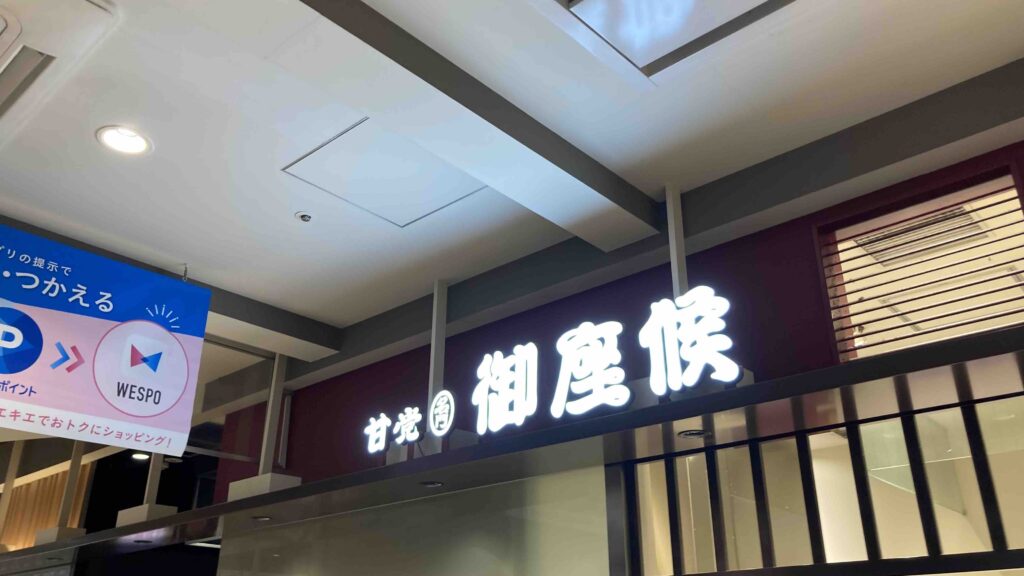 プリの提示で
・つかえる
P
WESPO
ポイント
エキエでおトクにショッピング!
甘党 御座候